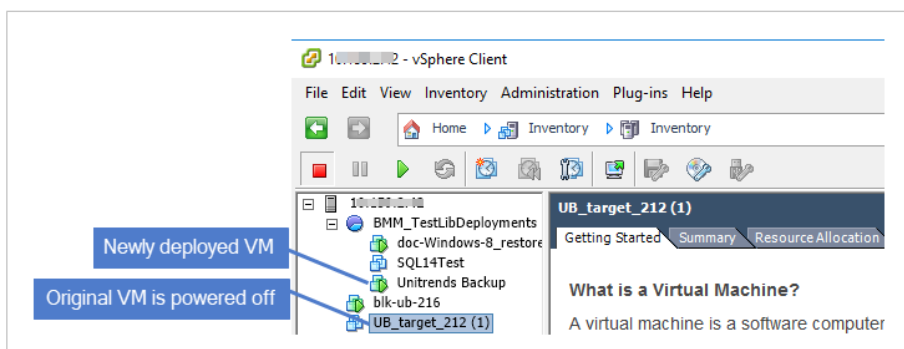 - vSphere Client
File Edit View Inventory Administration Plug-ins Help
Home Inventory Inventory
BMM_TestLibDeployments
doc-Windows-8_restore
SQL14Test
Unitrends Backup
blk-ub-216
UB_target_212 (1)
Newly deployed VM
Original VM is powered off
UB_target_212 (1)
Getting Started Summary Resource Allocation
What is a Virtual Machine?
A virtual machine is a software computer